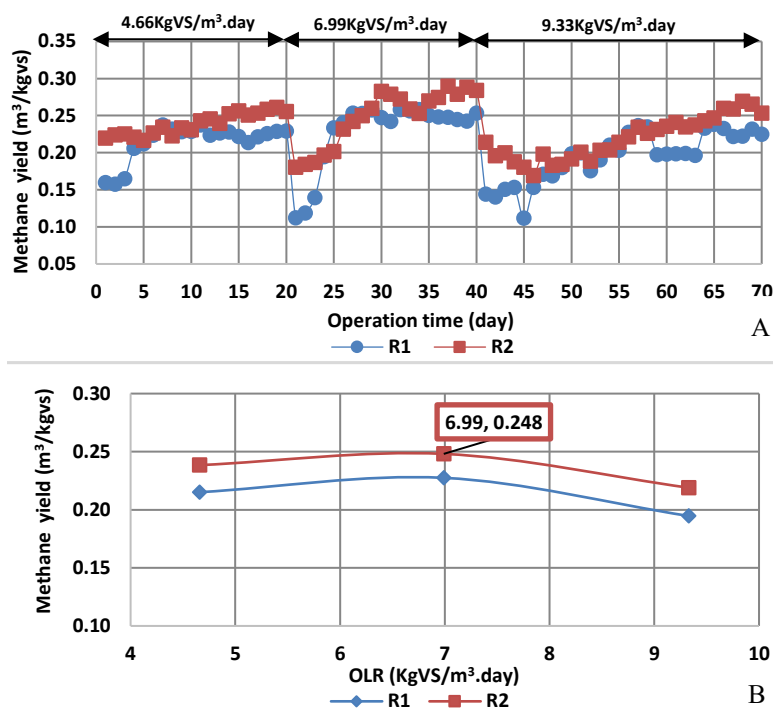 4.66KgVS/m³.day 6.99KgVS/m³.day 9.33KgVS/m³.day
Methane yield (m³/kgvs)
0.35
0.30
0.25
0.20
0.15
0.10
0.05
0 5 10 15 20 25 30 35 40 45 50 55 60 65 70
Operation time (day)
A
R1 R2
Methane yield (m³/kgvs)
0.30
0.25
0.20
0.15
0.10
6.99, 0.248
4 5 6 7 8 9 10
OLR (KgVS/m³.day)
R1 R2
B